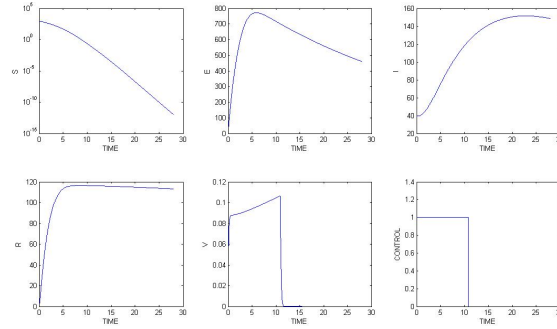 10^5
10^0
10^-5
10^-10
10^-15
0 5 10 15 20 25 30
TIME
S
800
700
600
500
400
300
200
100
0
0 5 10 15 20 25 30
TIME
E
160
140
120
100
80
60
40
20
0 5 10 15 20 25 30
TIME
I
120
100
80
60
40
20
0
0 5 10 15 20 25 30
TIME
R
0.12
0.1
0.08
0.06
0.04
0.02
0
0 5 10 15 20 25 30
TIME
V
1.4
1.2
1
0.8
0.6
0.4
0.2
0
0 5 10 15 20 25 30
TIME
CONTROL